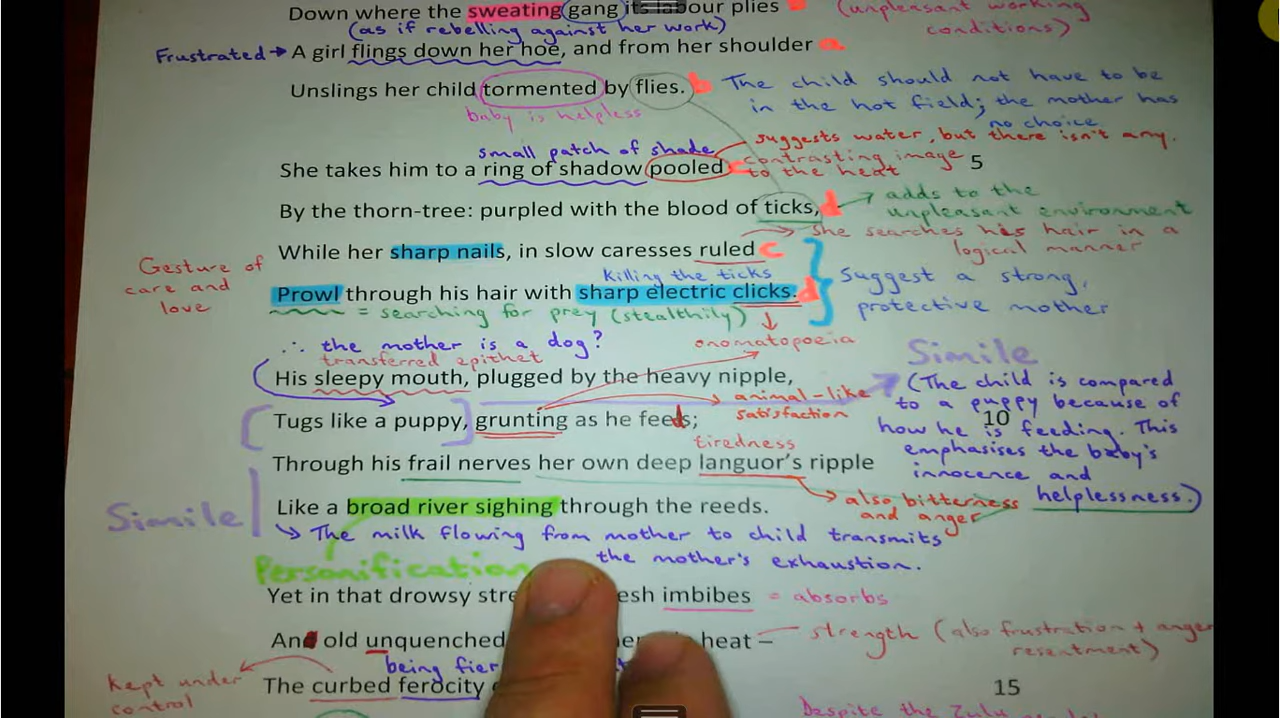 Down where the sweating gang its labour plies
(unpleasant working
conditions)
(as if rebelling against her work)
Frustrated → A girl flings down her hoe, and from her shoulder a
Unslings her child tormented by flies. b
The child should not have to be
in the hot field; the mother has
no choice
baby is helpless
suggests water, but there isn't any.
small patch of shade
contrasting image
to the heat
She takes him to a ring of shadow pooled c
5
By the thorn-tree: purpled with the blood of ticks, d
→ adds to the
unpleasant environment
While her sharp nails, in slow caresses ruled c
→ She searches his hair in a
logical manner
Gesture of
care and
love
killing the ticks
Prowl through his hair with sharp electric clicks. d
Suggest a strong,
protective mother
= searching for prey (stealthily)
onomatopoeia
∴ the mother is a dog?
transferred epithet
His sleepy mouth, plugged by the heavy nipple,
Simile
(The child is compared
to a puppy because of
how he is feeding. This
emphasises the baby's
innocence and
helplessness.)
animal-like
satisfaction
Tugs like a puppy, grunting as he feeds;
10
tiredness
Through his frail nerves her own deep languor's ripple
also bitterness
and anger
Simile
Like a broad river sighing through the reeds.
↳ The milk flowing from mother to child transmits
the mother's exhaustion.
Personification
Yet in that drowsy esh imbibes = absorbs
And old unquenched heat –
strength (also frustration + anger
resentment)
being
kept under
control
The curbed ferocity
15
Despite the Zulu